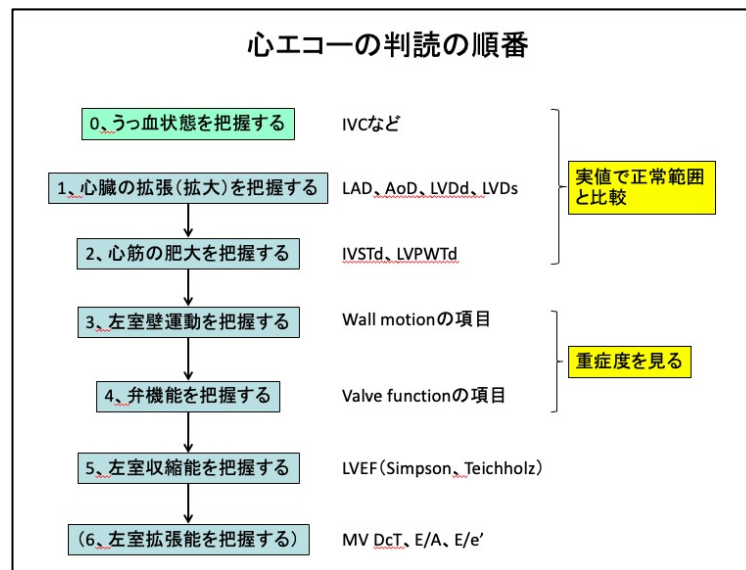 心エコーの判読の順番
0、うっ血状態を把握する
IVCなど
1、心臓の拡張(拡大)を把握する
LAD、AoD、LVDd、LVDs
実値で正常範囲
と比較
2、心筋の肥大を把握する
IVSTd、LVPWTd
3、左室壁運動を把握する
Wall motionの項目
重症度を見る
4、弁機能を把握する
Valve functionの項目
5、左室収縮能を把握する
LVEF(Simpson、Teichholz)
(6、左室拡張能を把握する)
MV DcT、E/A、E/e’